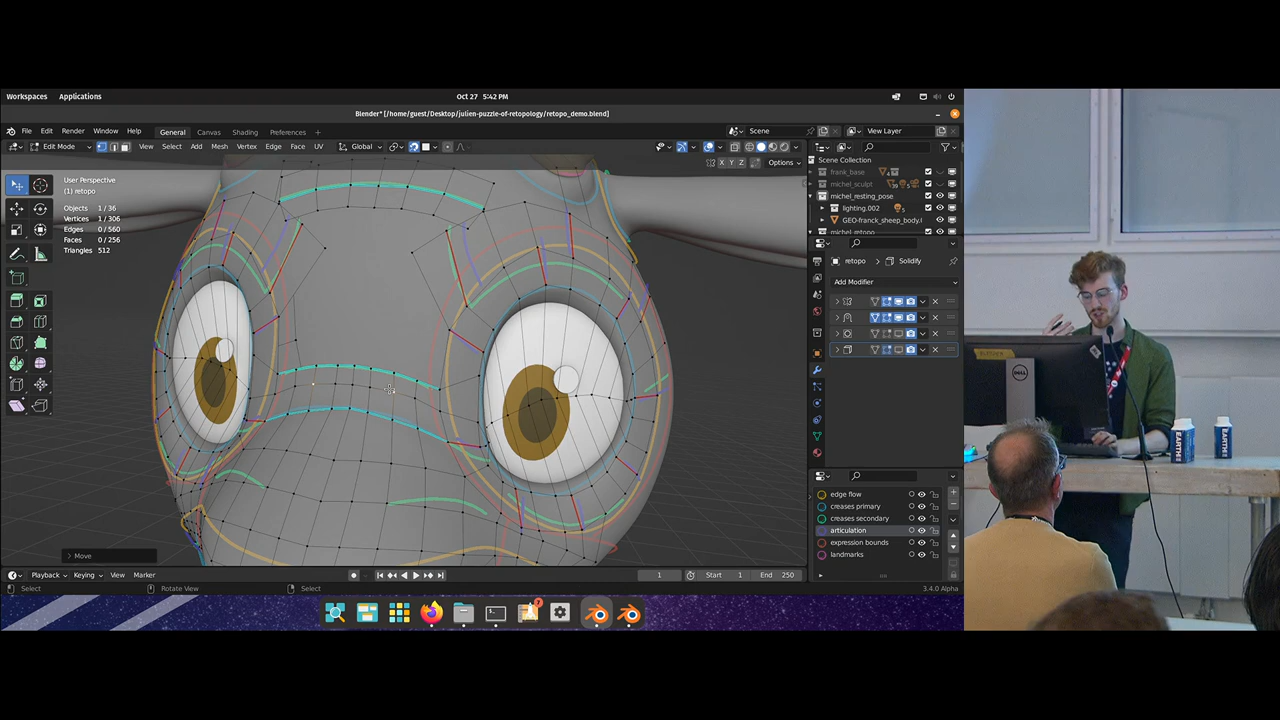 Workspaces Applications Oct 27 5:42 PM
Blender* [/home/guest/Desktop/julien-puzzle-of-retopology/retopo_demo.blend]
File Edit Render Window Help General Canvas Shading Preferences + Scene View Layer
Edit Mode View Select Add Mesh Vertex Edge Face UV Global
X Y Z Options
User Perspective
(1) retopo
Objects 1/36
Vertices 1/306
Edges 0/560
Faces 0/256
Triangles 512
Scene Collection
frank_base
michel_sculpt
michel_resting_pose
lighting.002
GEO-franck_sheep_body.l
michel_retopo
retopo > Solidify
Add Modifier
edge flow
creases primary
creases secondary
articulation
expression bounds
landmarks
> Move
Playback Keying View Marker 1 Start 1 End 250
Select Rotate View Select 3.4.0 Alpha
DELL
EARTH
EARTH